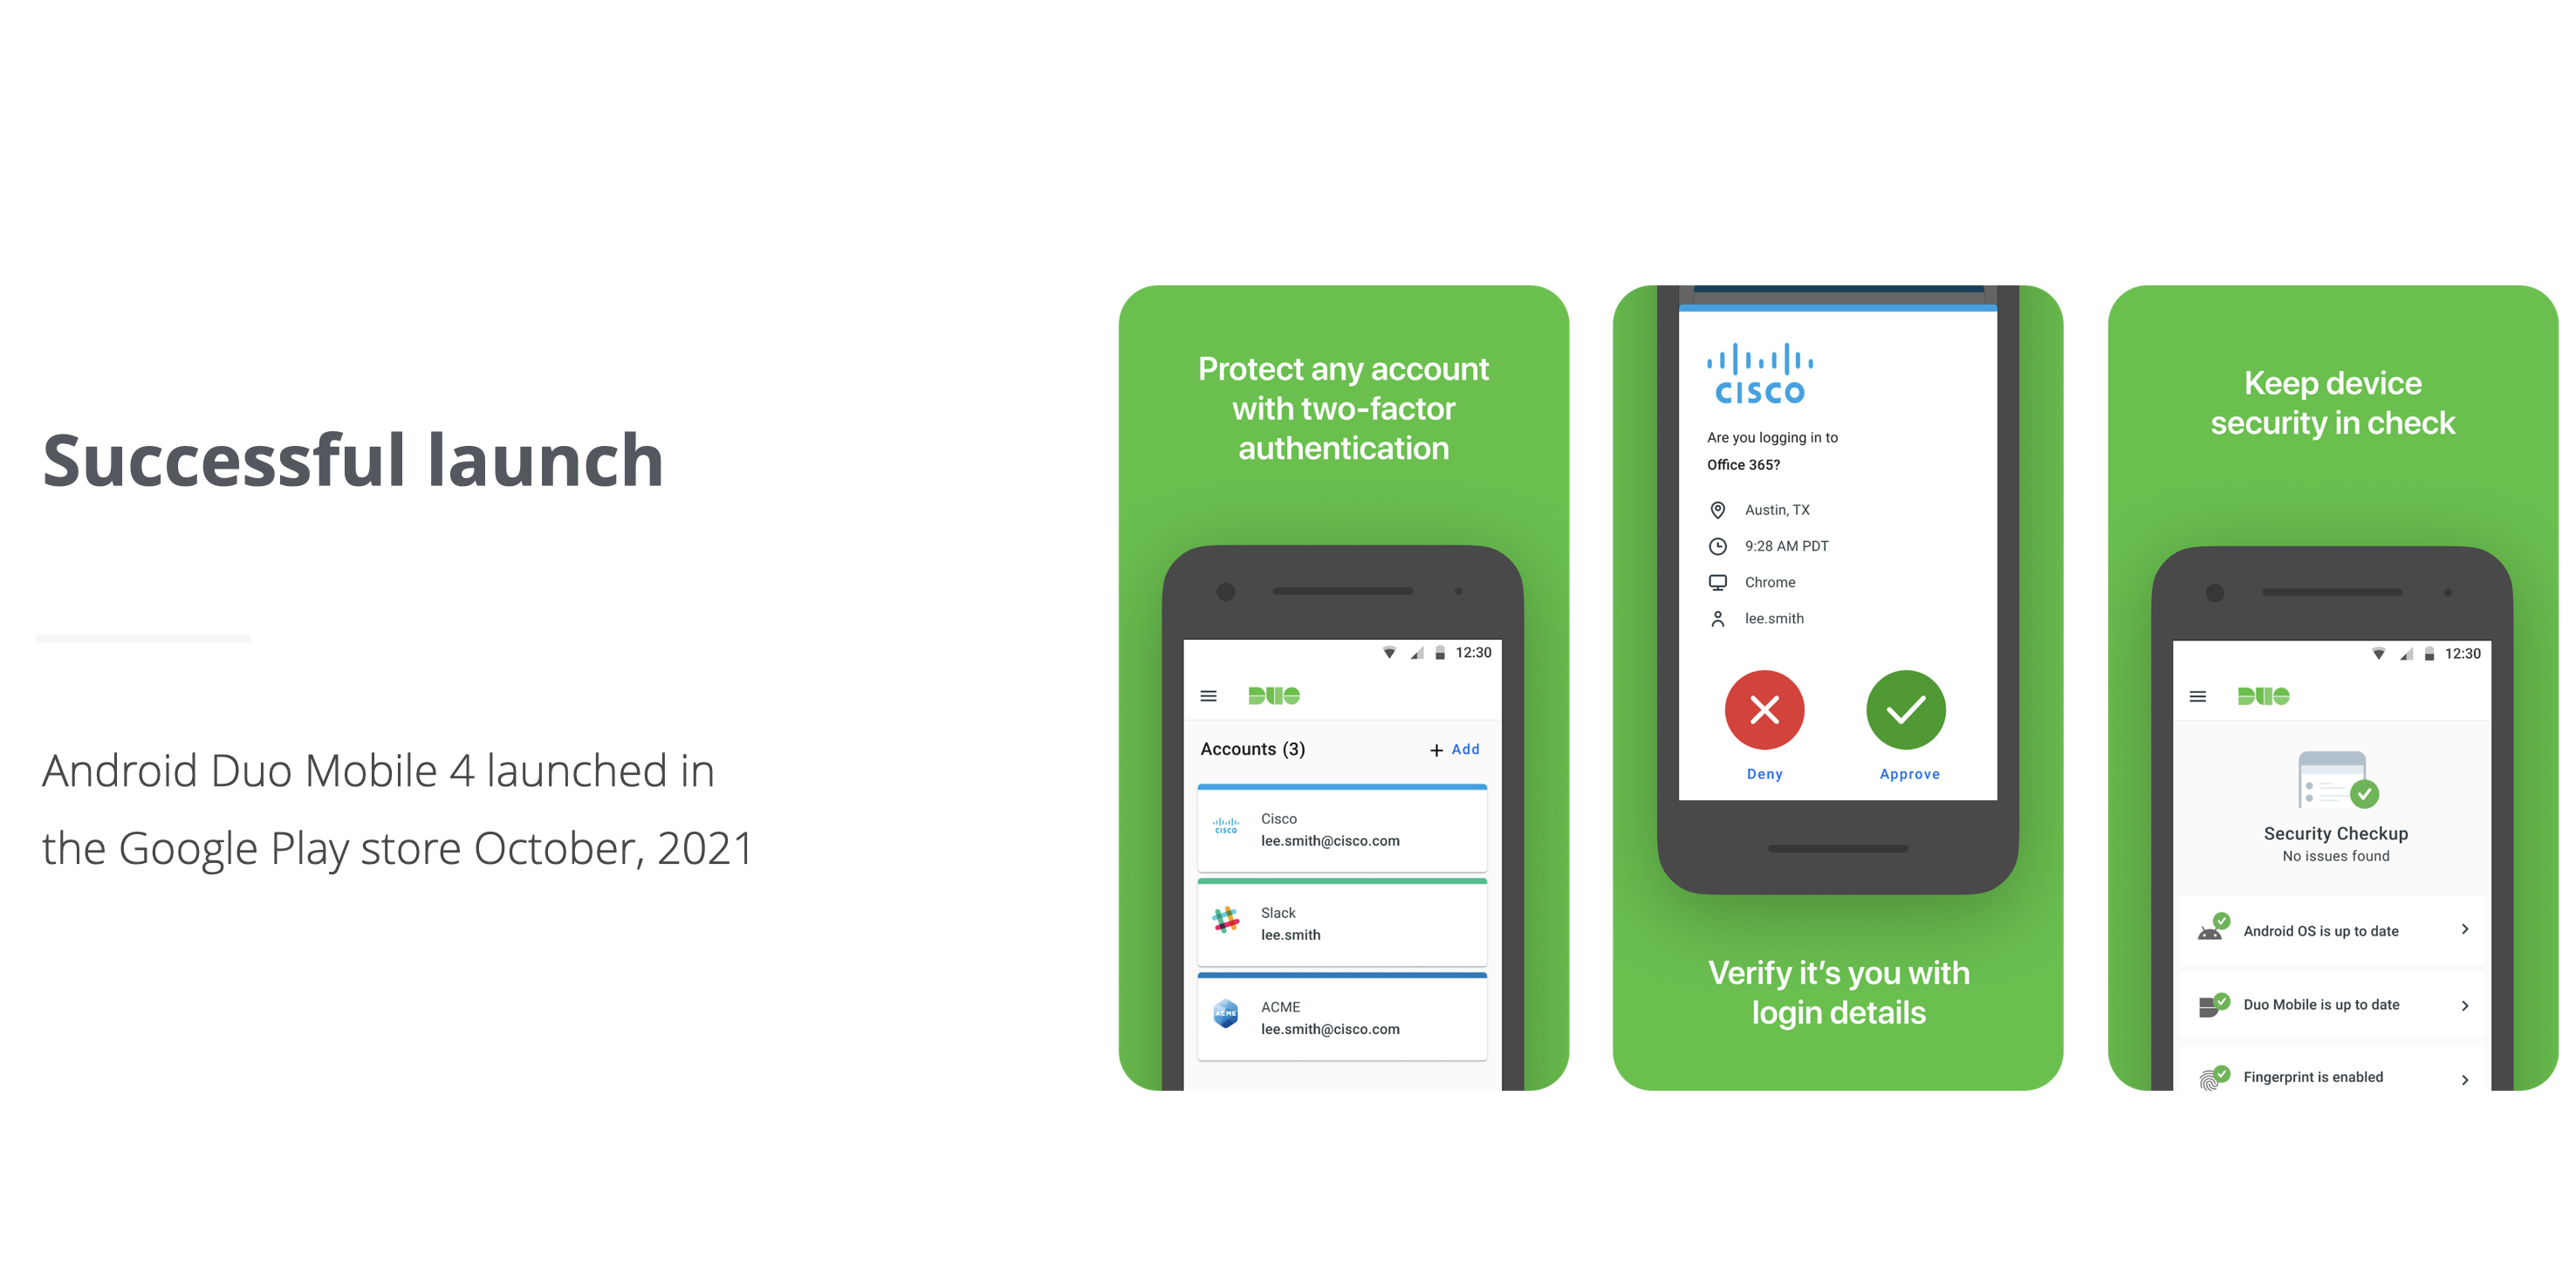 Successful launch
Android Duo Mobile 4 launched in
the Google Play store October, 2021
Protect any account
with two-factor
authentication
12:30
DUO
Accounts (3)
+ Add
CISCO
Cisco
lee.smith@cisco.com
Slack
lee.smith
ACME
ACME
lee.smith@cisco.com
CISCO
Are you logging in to
Office 365?
Austin, TX
9:28 AM PDT
Chrome
lee.smith
Deny
Approve
Verify it’s you with
login details
Keep device
security in check
12:30
DUO
Security Checkup
No issues found
Android OS is up to date
Duo Mobile is up to date
Fingerprint is enabled